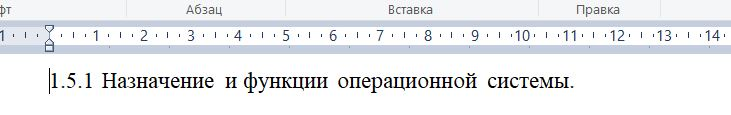 фт Абзац Вставка Правка
1 1 2 3 4 5 6 7 8 9 10 11 12 13 14
1.5.1 Назначение и функции операционной системы.